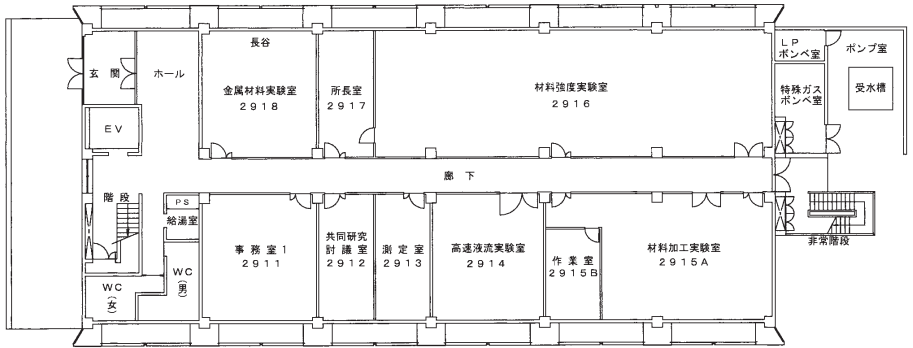 玄関
ホール
長谷
金属材料実験室
2918
所長室
2917
材料強度実験室
2916
LP
ボンベ室
ポンプ室
特殊ガス
ボンベ室
受水槽
EV
廊下
階段
PS
給湯室
事務室1
2911
共同研究
討議室
2912
測定室
2913
高速液流実験室
2914
作業室
2915B
材料加工実験室
2915A
非常階段
WC
(女)
WC
(男)